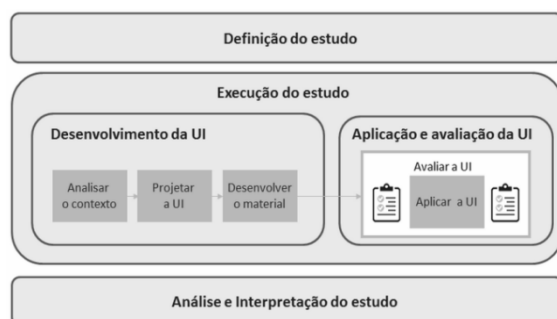 Definição do estudo
Execução do estudo
Desenvolvimento da UI
Analisar
o contexto
Projetar
a UI
Desenvolver
o material
Aplicação e avaliação da UI
Avaliar a UI
Aplicar a UI
Análise e Interpretação do estudo